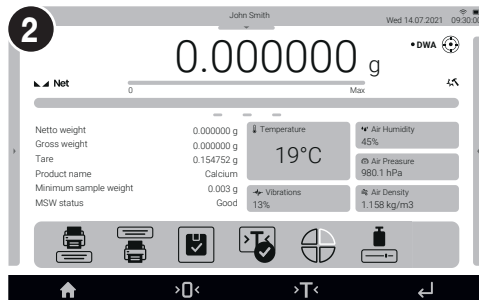 2
John Smith
Wed 14.07.2021 09:30:00
0.000000 g
• DWA
Net
0 Max
Netto weight 0.000000 g
Gross weight 0.000000 g
Tare 0.154752 g
Product name Calcium
Minimum sample weight 0.003 g
MSW status Good
Temperature
19°C
Vibrations
13%
Air Humidity
45%
Air Preasure
980.1 hPa
Air Density
1.158 kg/m3
>T<
>0<
>T<